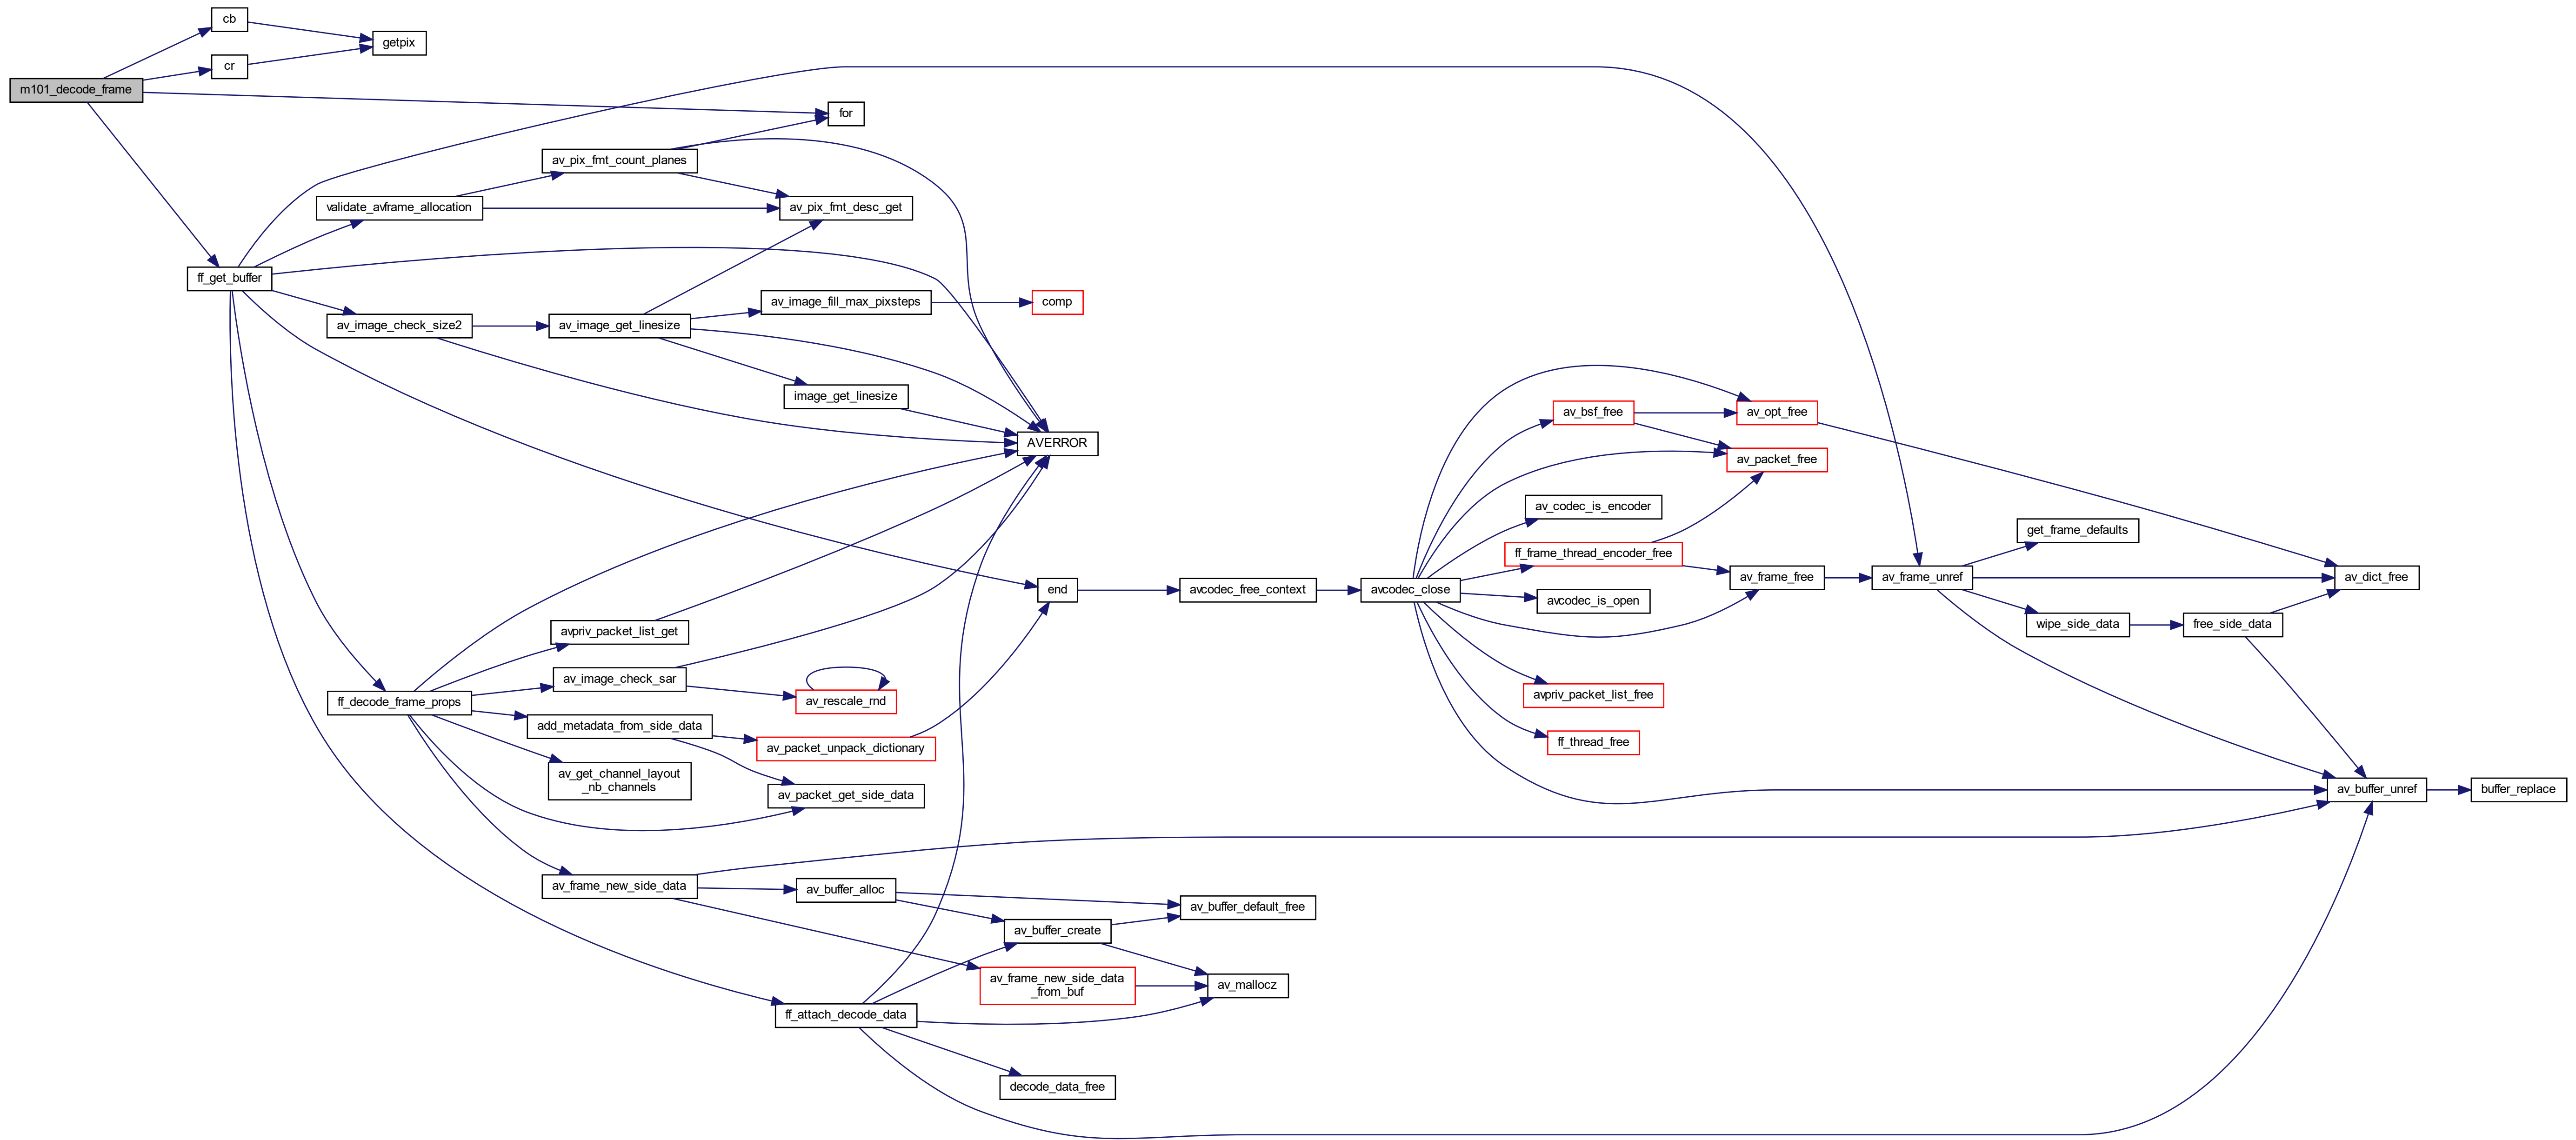 m101_decode_frame
cb
cr
getpix
for
av_pix_fmt_count_planes
validate_avframe_allocation
av_pix_fmt_desc_get
ff_get_buffer
av_image_fill_max_pixsteps
comp
av_image_check_size2
av_image_get_linesize
image_get_linesize
AVERROR
end
avpriv_packet_list_get
av_image_check_sar
av_rescale_rnd
ff_decode_frame_props
add_metadata_from_side_data
av_packet_unpack_dictionary
av_get_channel_layout
_nb_channels
av_packet_get_side_data
av_frame_new_side_data
av_buffer_alloc
av_buffer_default_free
av_buffer_create
av_frame_new_side_data
_from_buf
av_mallocz
ff_attach_decode_data
decode_data_free
avcodec_free_context
avcodec_close
av_bsf_free
av_opt_free
av_packet_free
av_codec_is_encoder
ff_frame_thread_encoder_free
avcodec_is_open
av_frame_free
av_frame_unref
get_frame_defaults
av_dict_free
wipe_side_data
free_side_data
avpriv_packet_list_free
ff_thread_free
av_buffer_unref
buffer_replace